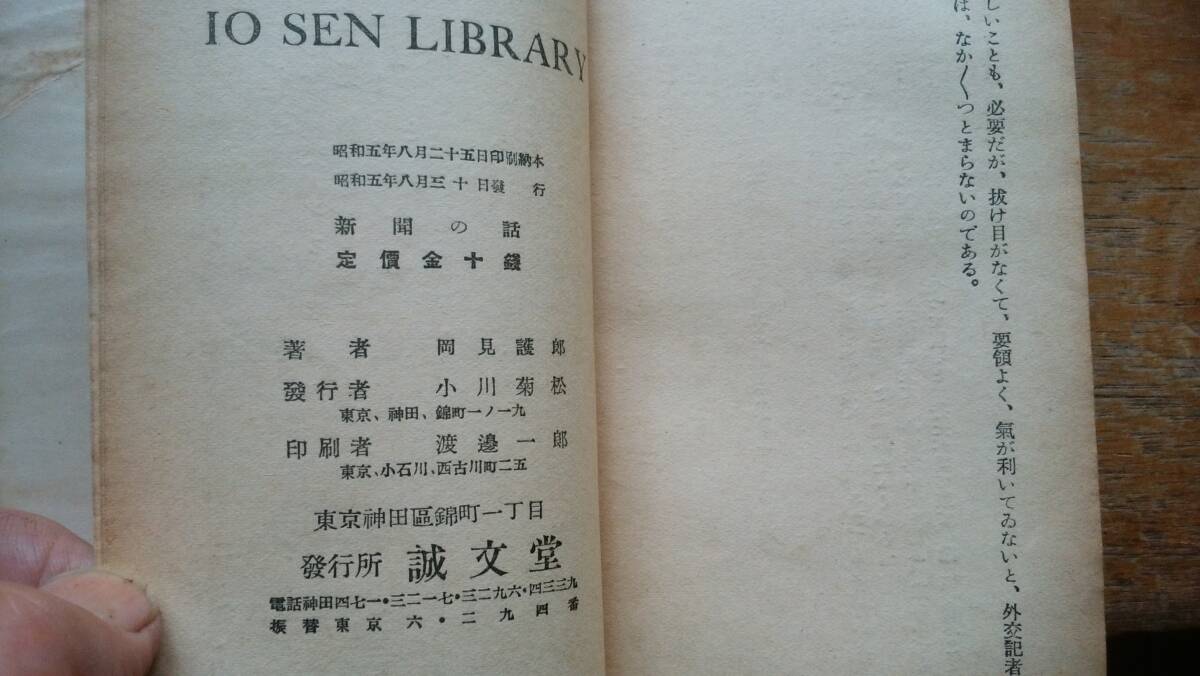 IO SEN LIBRARY
昭和五年八月二十五日印刷納本
昭和五年八月三十日發行
新聞の話
定價金十錢
著者 岡見護郎
發行者 小川菊松
東京、神田、錦町一ノ一九
印刷者 渡邊一郎
東京、小石川、西古川町二五
東京神田區錦町一丁目
發行所 誠文堂
電話神田四七一・三二一七・三二九六・四三三九
振替東京六・二九四番
しいことも、必要だが、拔け目がなくて、要領よく、氣が利いてゐないと、外交記者
は、なか〱つとまらないのである。